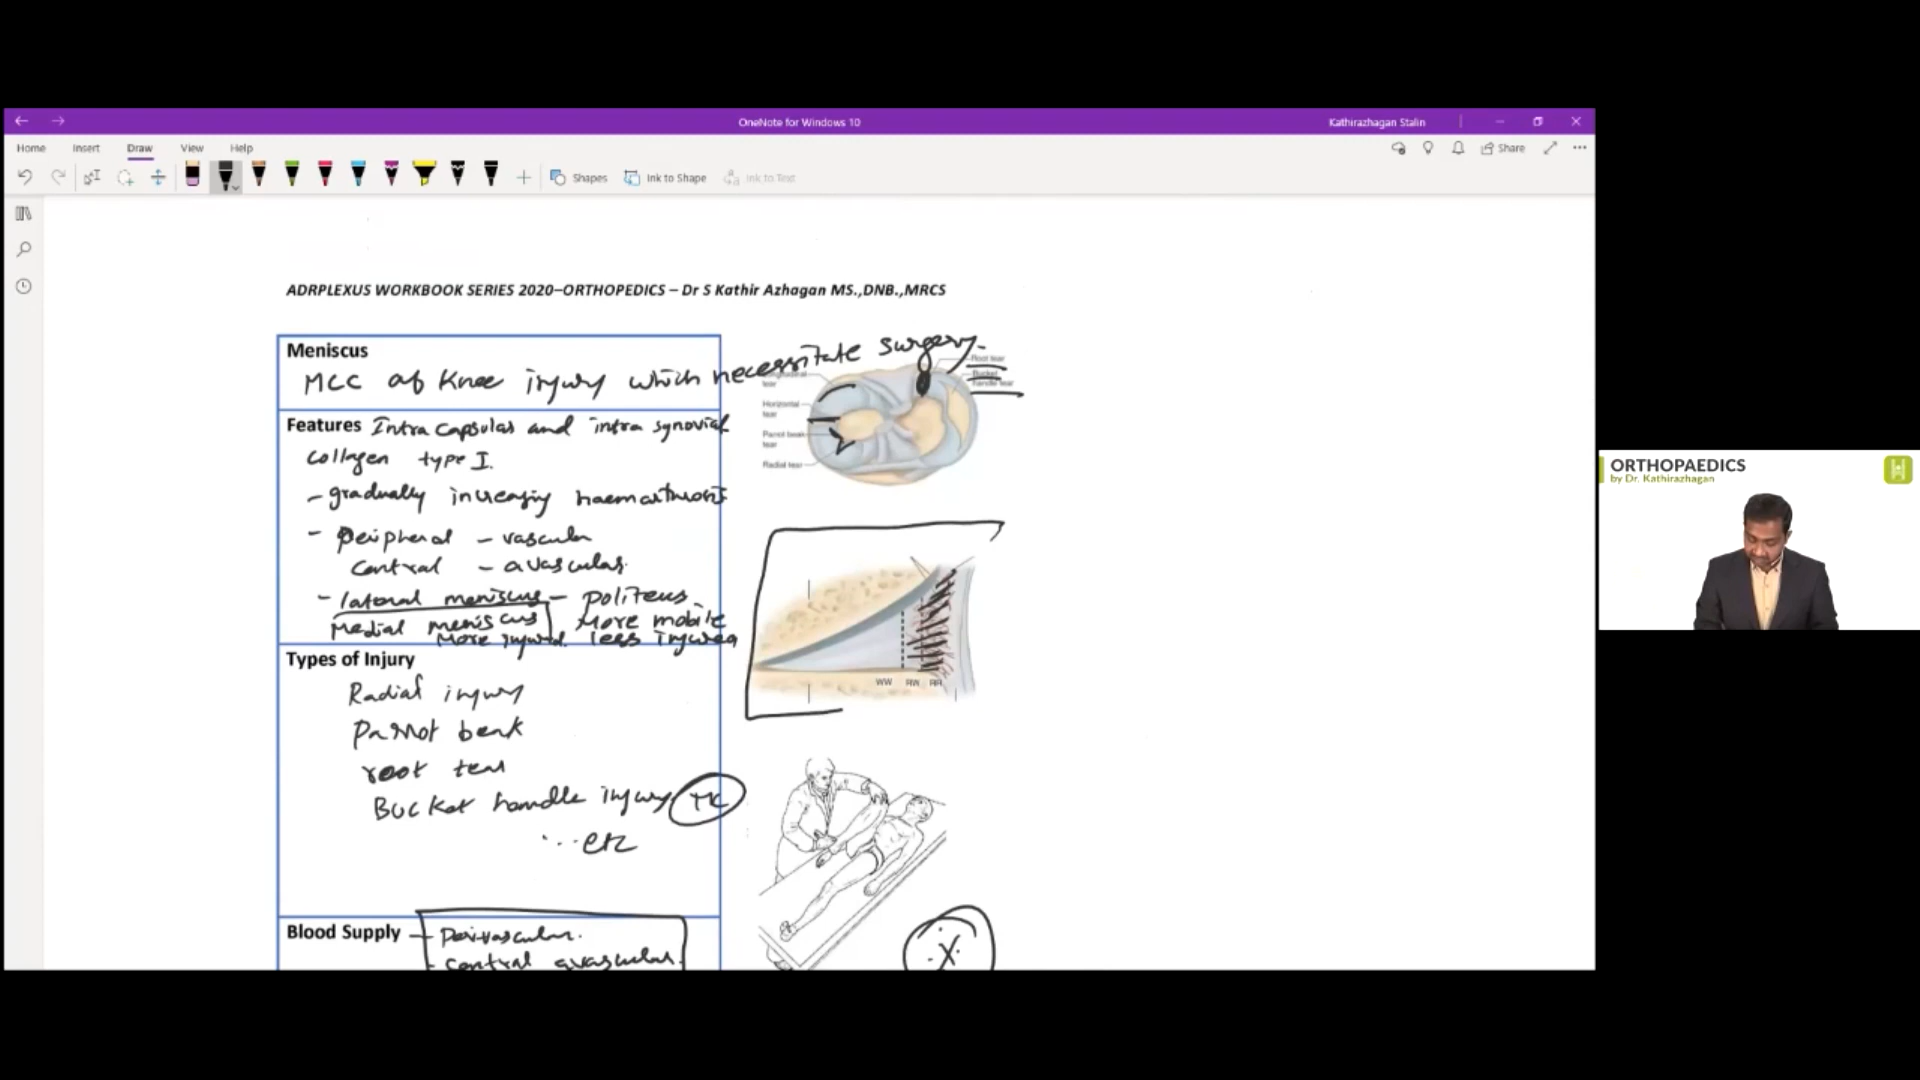 OneNote for Windows 10
Kathirazhagan Stalin
Home Insert Draw View Help
Share
Shapes Ink to Shape Ink to Text
ADRPLEXUS WORKBOOK SERIES 2020–ORTHOPEDICS – Dr S Kathir Azhagan MS.,DNB.,MRCS
Meniscus
MCC of Knee injury which necessitate surgery.
Features Intra capsular and intra synovial
collagen type I.
- gradually increasing haemarthrosis
- peripheral - vascular
central - avascular.
- lateral meniscus - politeus
Medial meniscus more mobile
More injured. less injured
Types of Injury
Radial injury
Parrot beak
root tear
Bucket handle injury MC
...etc
Blood Supply - Perivascular.
- central avascular.
Root tear
Bucket
handle tear
tear
Horizontal
tear
Parrot beak
tear
Radial tear
WW RW RR
X
ORTHOPAEDICS
by Dr. Kathirazhagan